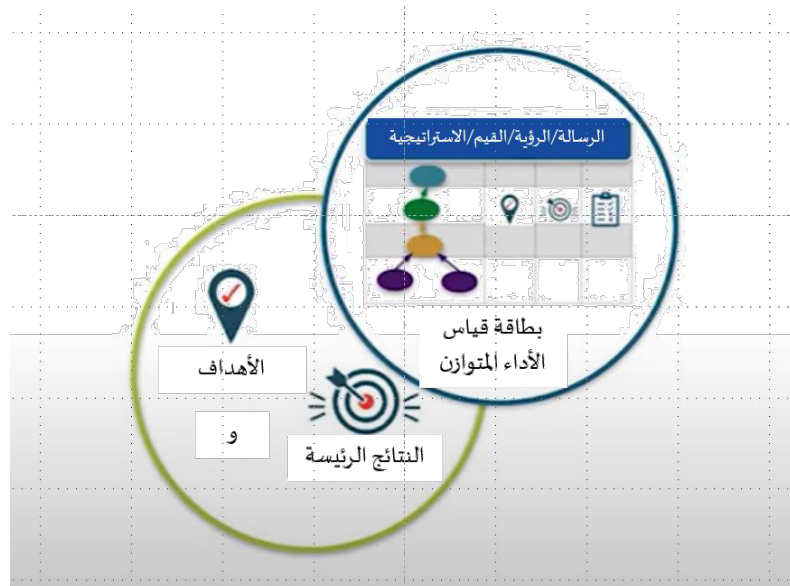 الرسالة/الرؤية/القيم/الاستراتيجية
بطاقة قياس
الأداء المتوازن
الأهداف
و
النتائج الرئيسة